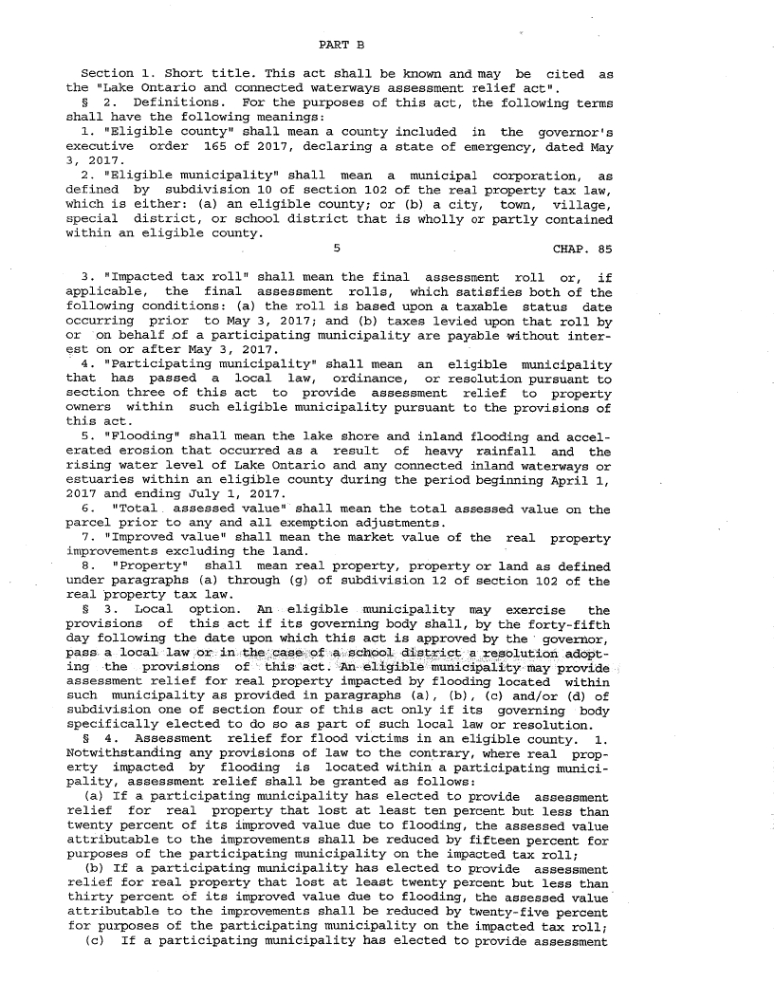 PART B
Section 1. Short title. This act shall be known and may be cited as
the "Lake Ontario and connected waterways assessment relief act".
§ 2. Definitions. For the purposes of this act, the following terms
shall have the following meanings:
1. "Eligible county" shall mean a county included in the governor's
executive order 165 of 2017, declaring a state of emergency, dated May
3, 2017.
2. "Eligible municipality" shall mean a municipal corporation, as
defined by subdivision 10 of section 102 of the real property tax law,
which is either: (a) an eligible county; or (b) a city, town, village,
special district, or school district that is wholly or partly contained
within an eligible county.
5 CHAP. 85
3. "Impacted tax roll" shall mean the final assessment roll or, if
applicable, the final assessment rolls, which satisfies both of the
following conditions: (a) the roll is based upon a taxable status date
occurring prior to May 3, 2017; and (b) taxes levied upon that roll by
or on behalf of a participating municipality are payable without inter-
est on or after May 3, 2017.
4. "Participating municipality" shall mean an eligible municipality
that has passed a local law, ordinance, or resolution pursuant to
section three of this act to provide assessment relief to property
owners within such eligible municipality pursuant to the provisions of
this act.
5. "Flooding" shall mean the lake shore and inland flooding and accel-
erated erosion that occurred as a result of heavy rainfall and the
rising water level of Lake Ontario and any connected inland waterways or
estuaries within an eligible county during the period beginning April 1,
2017 and ending July 1, 2017.
6. "Total assessed value" shall mean the total assessed value on the
parcel prior to any and all exemption adjustments.
7. "Improved value" shall mean the market value of the real property
improvements excluding the land.
8. "Property" shall mean real property, property or land as defined
under paragraphs (a) through (g) of subdivision 12 of section 102 of the
real property tax law.
§ 3. Local option. An eligible municipality may exercise the
provisions of this act if its governing body shall, by the forty-fifth
day following the date upon which this act is approved by the governor,
pass a local law or in the case of a school district a resolution adopt-
ing the provisions of this act. An eligible municipality may provide
assessment relief for real property impacted by flooding located within
such municipality as provided in paragraphs (a), (b), (c) and/or (d) of
subdivision one of section four of this act only if its governing body
specifically elected to do so as part of such local law or resolution.
§ 4. Assessment relief for flood victims in an eligible county. 1.
Notwithstanding any provisions of law to the contrary, where real prop-
erty impacted by flooding is located within a participating munici-
pality, assessment relief shall be granted as follows:
(a) If a participating municipality has elected to provide assessment
relief for real property that lost at least ten percent but less than
twenty percent of its improved value due to flooding, the assessed value
attributable to the improvements shall be reduced by fifteen percent for
purposes of the participating municipality on the impacted tax roll;
(b) If a participating municipality has elected to provide assessment
relief for real property that lost at least twenty percent but less than
thirty percent of its improved value due to flooding, the assessed value
attributable to the improvements shall be reduced by twenty-five percent
for purposes of the participating municipality on the impacted tax roll;
(c) If a participating municipality has elected to provide assessment